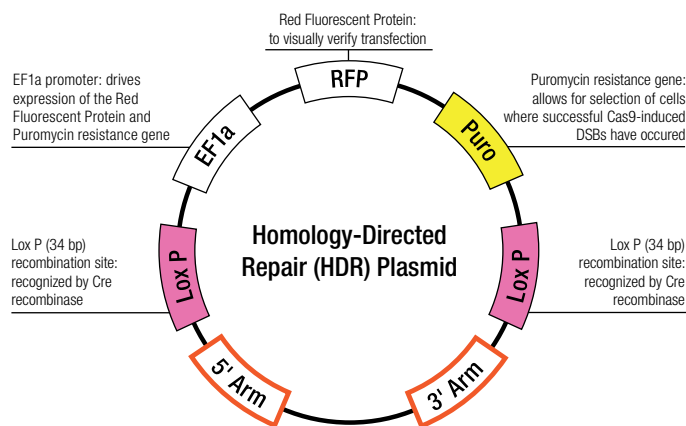 Red Fluorescent Protein:
to visually verify transfection
RFP
EF1a promoter: drives
expression of the Red
Fluorescent Protein and
Puromycin resistance gene
EF1a
Puromycin resistance gene:
allows for selection of cells
where successful Cas9-induced
DSBs have occured
Puro
Homology-Directed
Repair (HDR) Plasmid
Lox P (34 bp)
recombination site:
recognized by Cre
recombinase
Lox P
Lox P
Lox P (34 bp)
recombination site:
recognized by Cre
recombinase
5' Arm
3' Arm